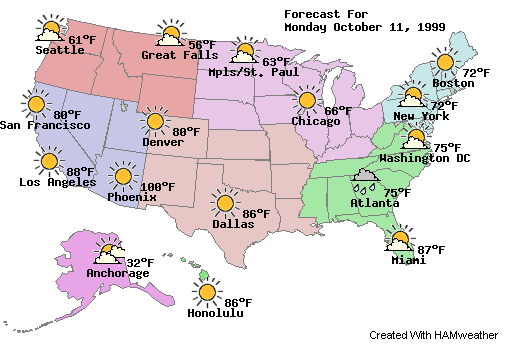 Forecast For
Monday October 11, 1999
61°F
Seattle
56°F
Great Falls
63°F
Mpls/St. Paul
72°F
Boston
80°F
San Francisco
80°F
Denver
66°F
Chicago
72°F
New York
75°F
Washington DC
88°F
Los Angeles
100°F
Phoenix
86°F
Dallas
75°F
Atlanta
87°F
Miami
32°F
Anchorage
86°F
Honolulu
Created With HAMweather